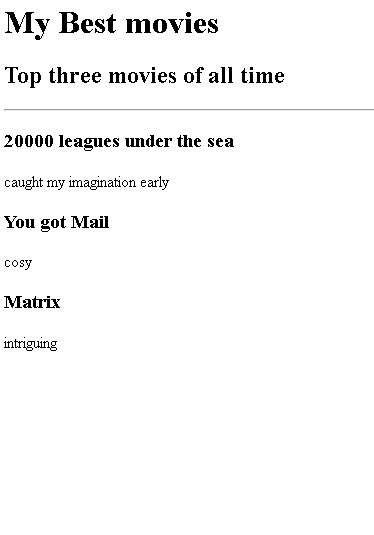 My Best movies
Top three movies of all time
20000 leagues under the sea
caught my imagination early
You got Mail
cosy
Matrix
intriguing